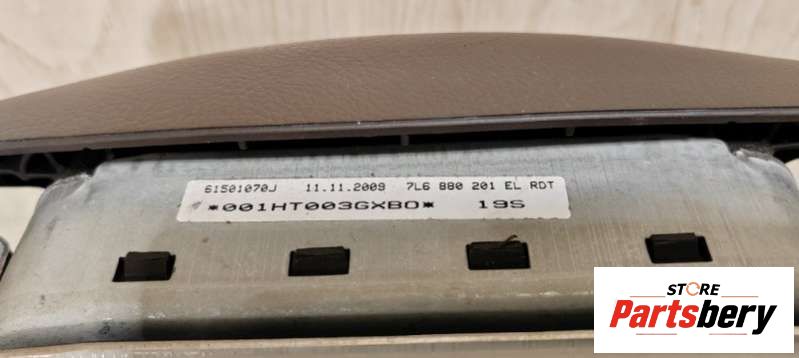 61501070J 11.11.2009 7L6 880 201 EL RDT
*001HT003GXB0* 19S
STORE
Partsbery